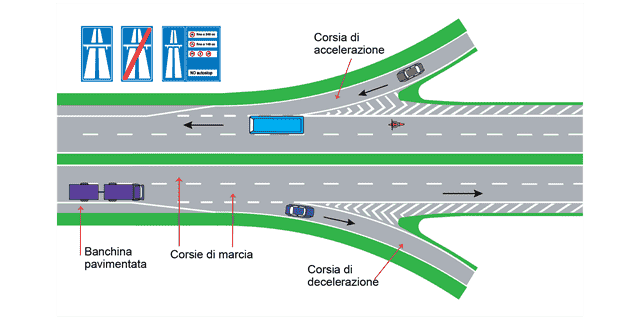 NO autostop
Corsia di
accelerazione
Banchina
pavimentata
Corsie di marcia
Corsia di
decelerazione